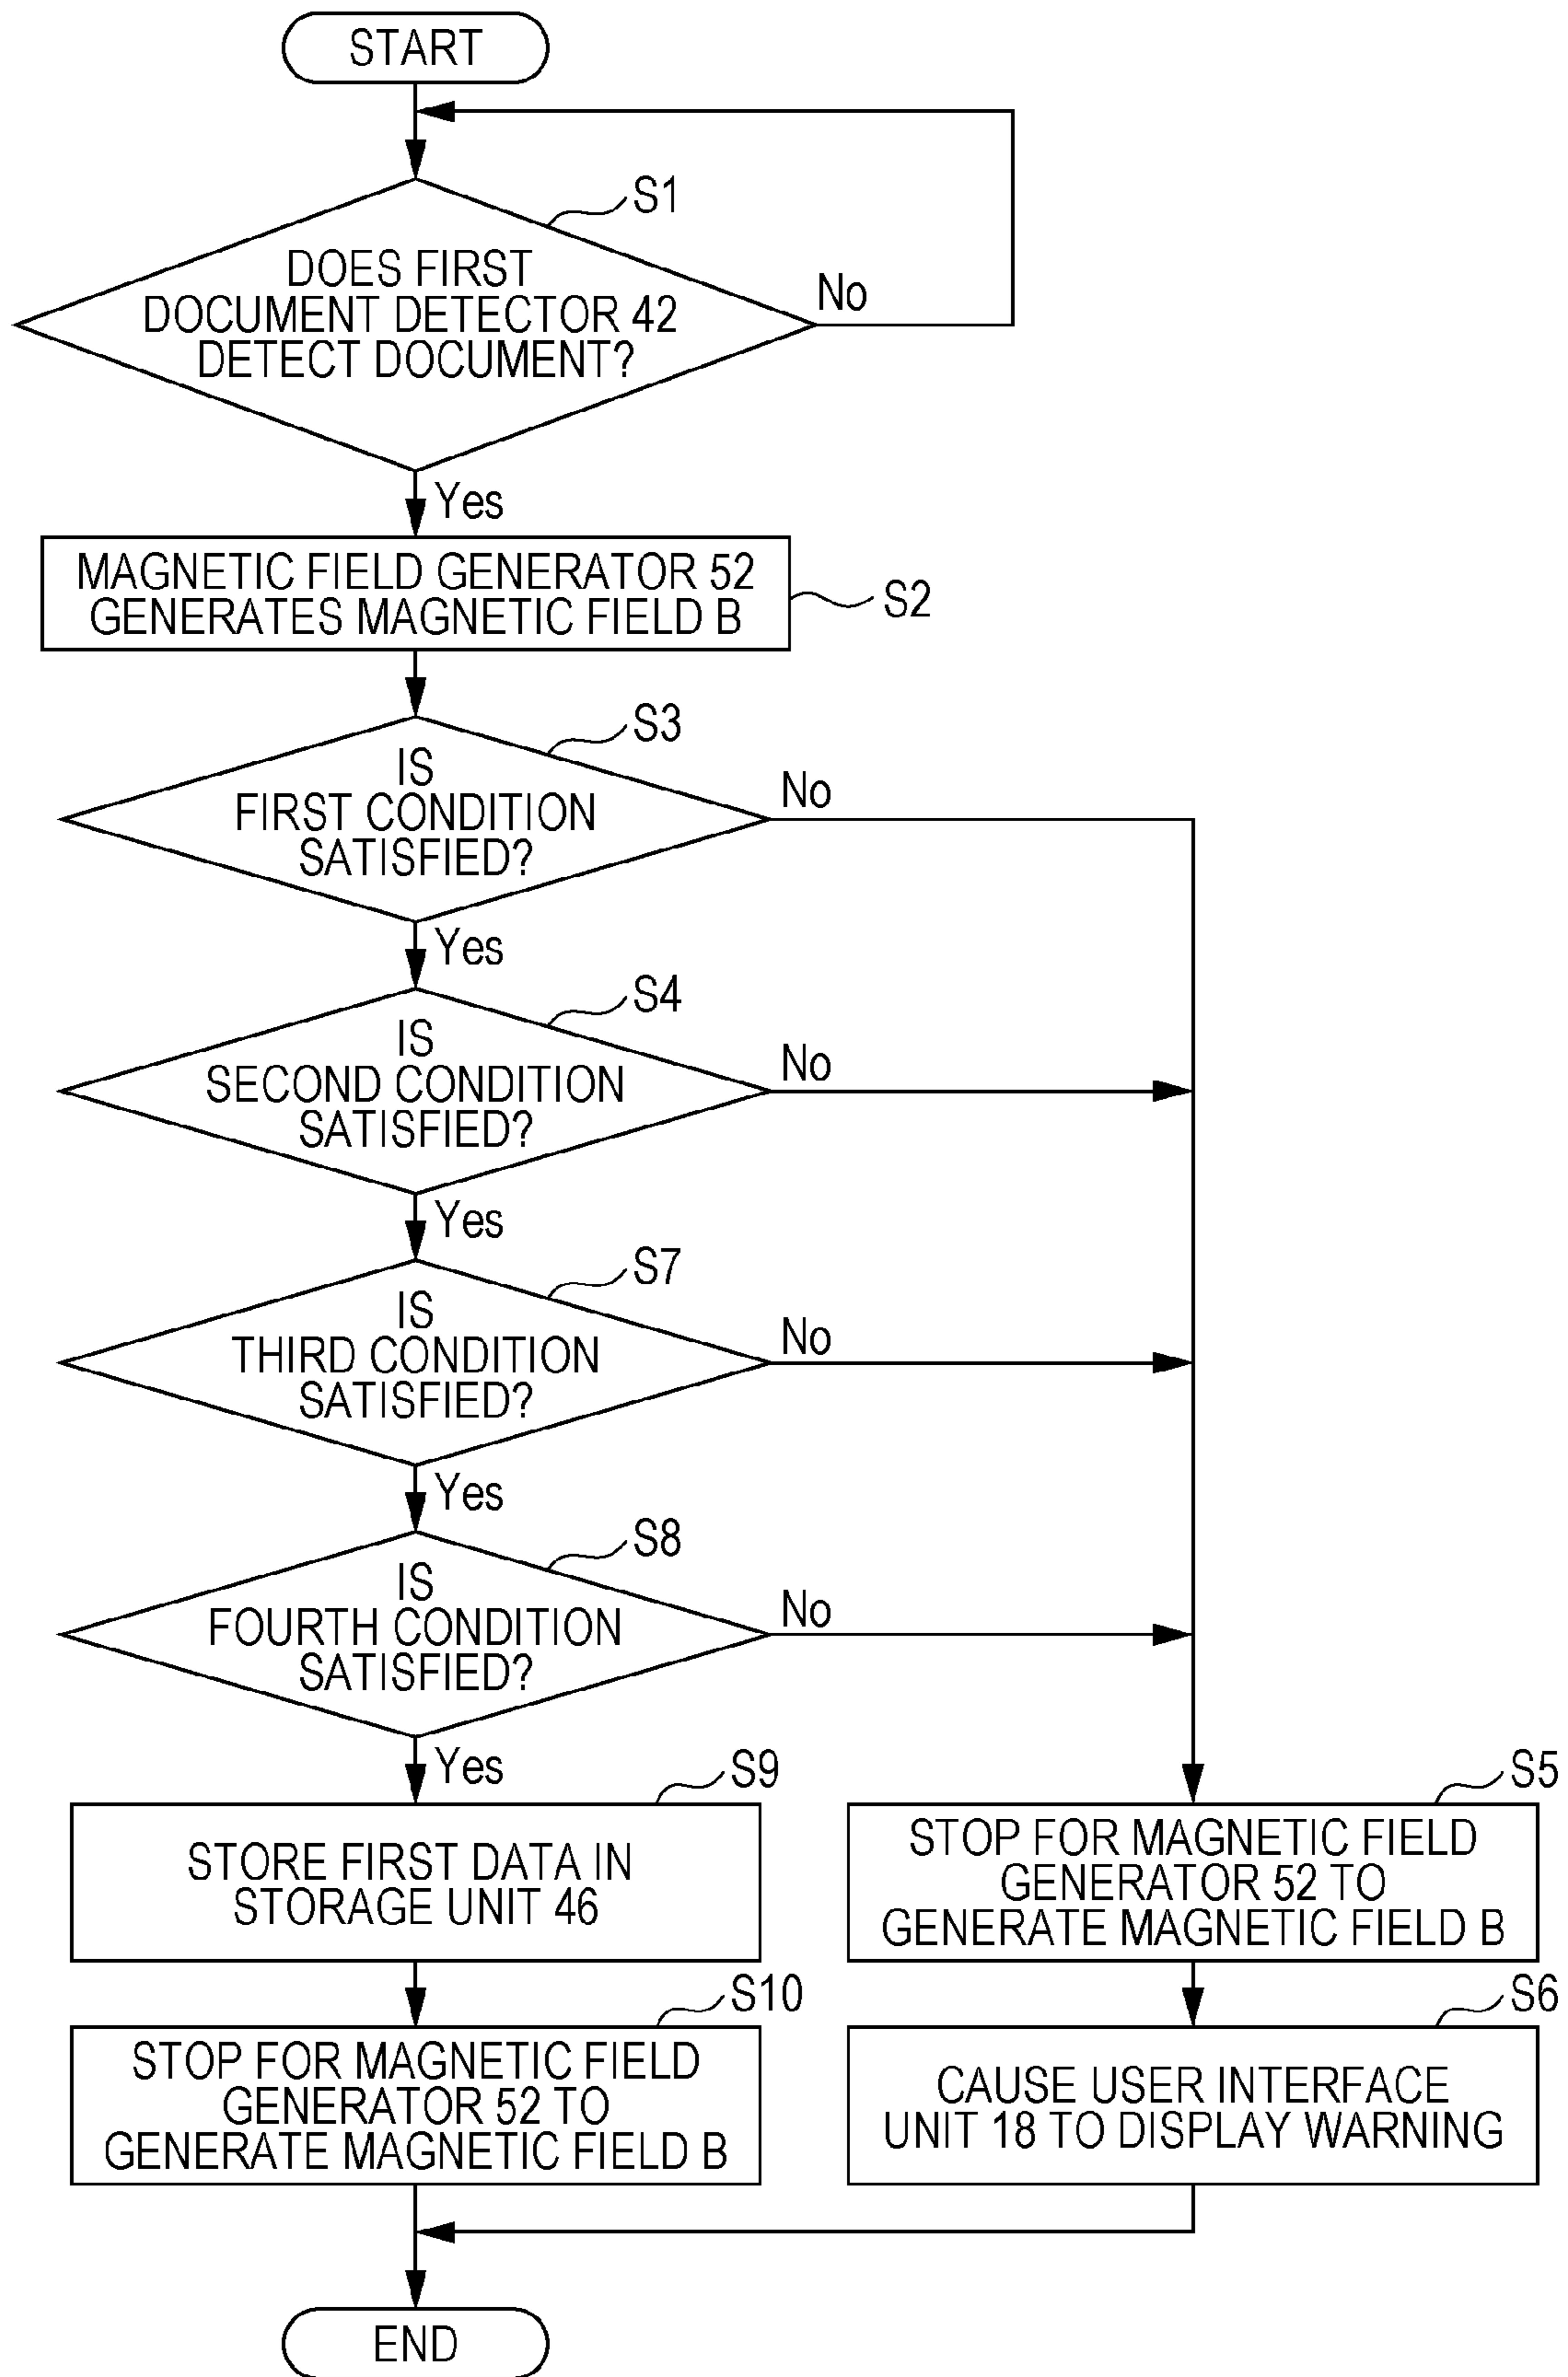 START
S1
DOES FIRST
DOCUMENT DETECTOR 42
DETECT DOCUMENT?
No
Yes
MAGNETIC FIELD GENERATOR 52
GENERATES MAGNETIC FIELD B
S2
S3
IS
FIRST CONDITION
SATISFIED?
No
Yes
S4
IS
SECOND CONDITION
SATISFIED?
No
Yes
S7
IS
THIRD CONDITION
SATISFIED?
No
Yes
S8
IS
FOURTH CONDITION
SATISFIED?
No
Yes
S9
STORE FIRST DATA IN
STORAGE UNIT 46
S5
STOP FOR MAGNETIC FIELD
GENERATOR 52 TO
GENERATE MAGNETIC FIELD B
S10
STOP FOR MAGNETIC FIELD
GENERATOR 52 TO
GENERATE MAGNETIC FIELD B
S6
CAUSE USER INTERFACE
UNIT 18 TO DISPLAY WARNING
END